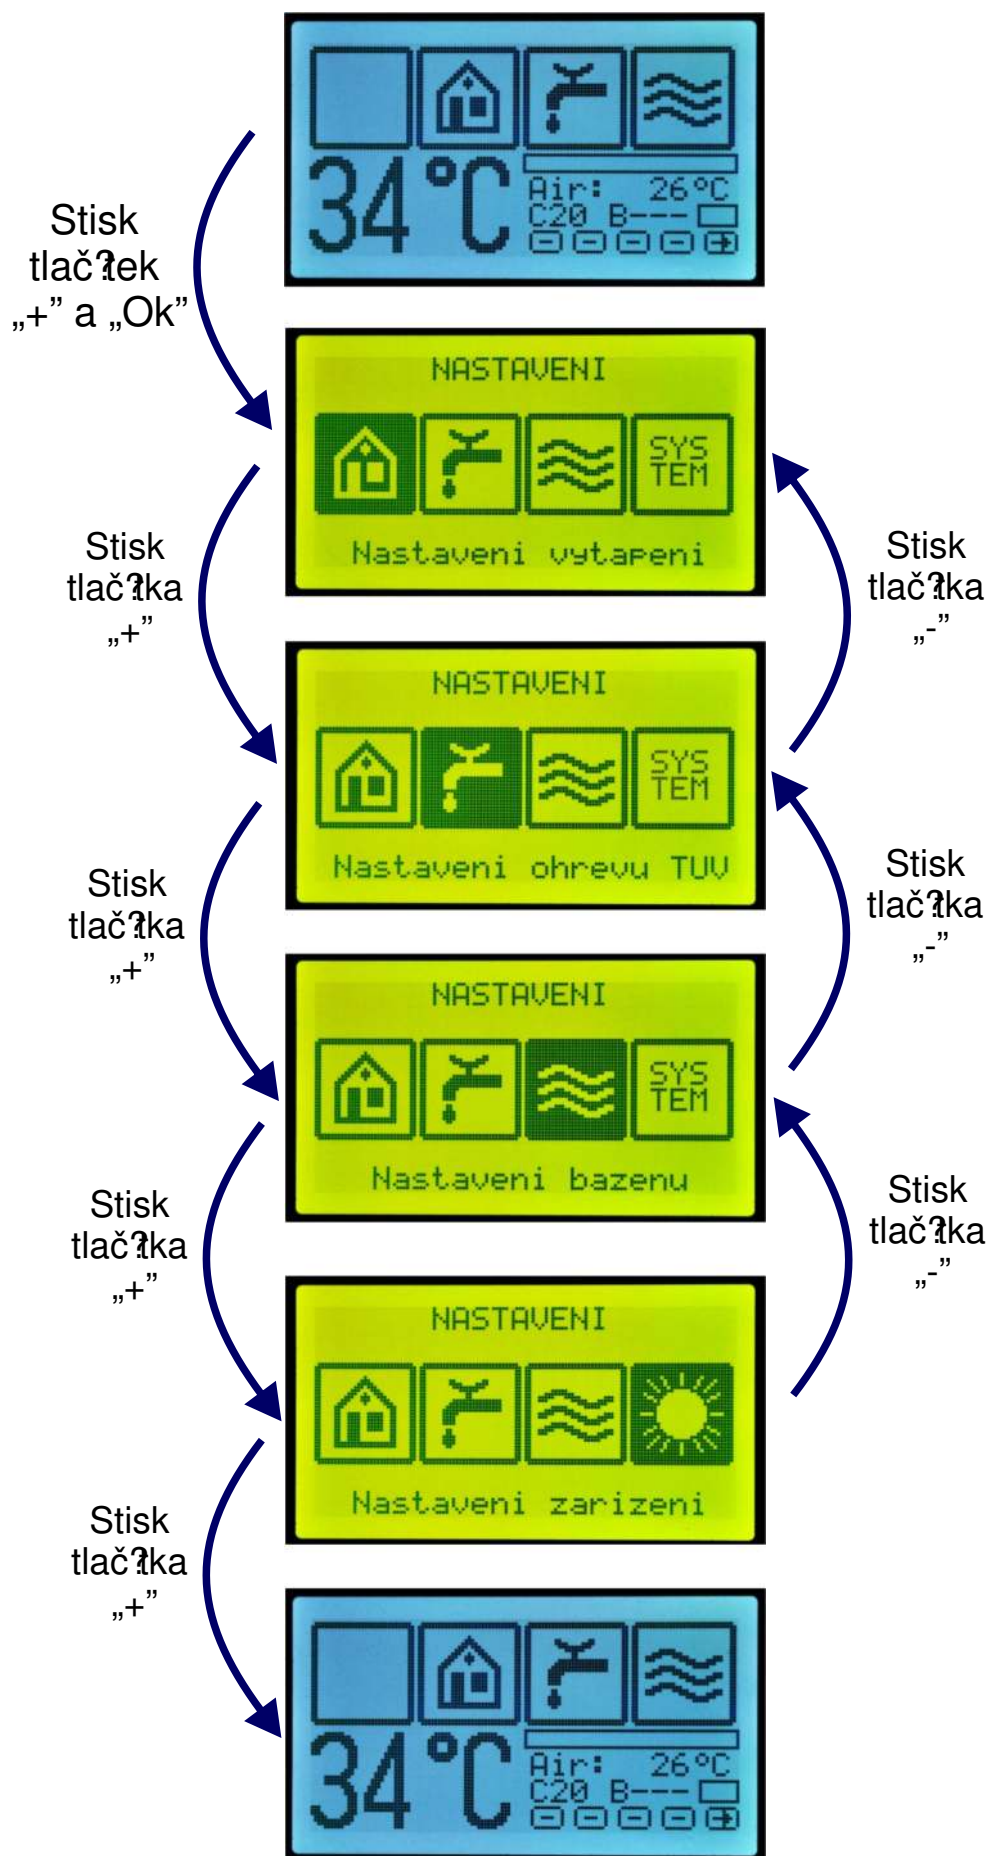 34 °C
Air: 26°C
C20 B---
Stisk
tlač?tek
„+” a „Ok”
NASTAVENI
SYS
TEM
Nastaveni vytapeni
Stisk
tlač?tka
„+”
Stisk
tlač?tka
„-”
NASTAVENI
SYS
TEM
Nastaveni ohrevu TUV
Stisk
tlač?tka
„+”
Stisk
tlač?tka
„-”
NASTAVENI
SYS
TEM
Nastaveni bazenu
Stisk
tlač?tka
„+”
Stisk
tlač?tka
„-”
NASTAVENI
Nastaveni zarizeni
Stisk
tlač?tka
„+”
34 °C
Air: 26°C
C20 B---